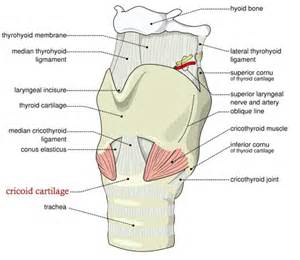 hyoid bone
thyrohyoid membrane
median thyrohyoid
ligmament
lateral thyrohyoid
ligament
superior cornu
of thyroid cartilage
laryngeal incisure
superior laryngeal
nerve and artery
thyroid cartilage
oblique line
median cricothyroid
ligament
cricothyroid muscle
conus elasticus
inferior cornu
of thyroid cartilage
cricoid cartilage
cricothyroid joint
trachea